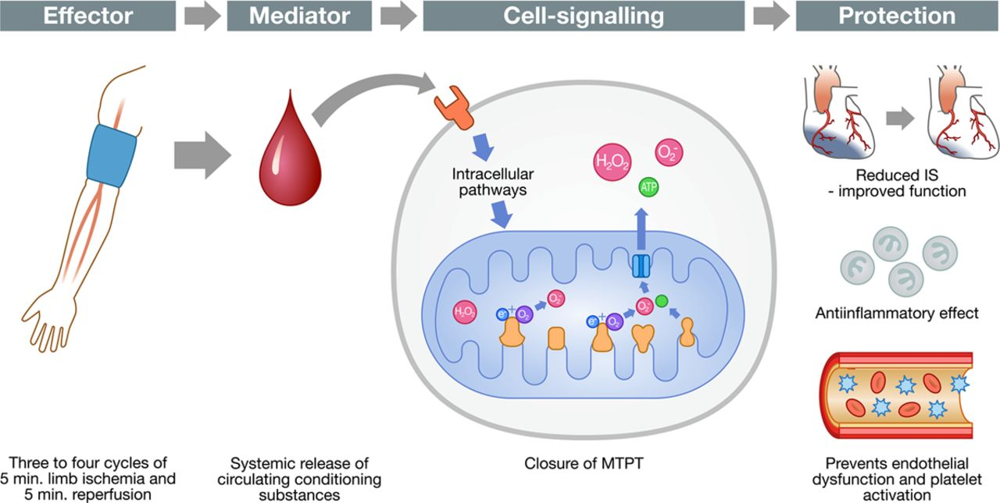 Effector
Mediator
Cell-signalling
Protection
Intracellular
pathways
H₂O₂
O₂⁻
ATP
H₂O₂
e⁻
+
O₂
O₂⁻
e⁻
+
O₂
O₂⁻
Reduced IS
- improved function
Antiinflammatory effect
Three to four cycles of
5 min. limb ischemia and
5 min. reperfusion
Systemic release of
circulating conditioning
substances
Closure of MTPT
Prevents endothelial
dysfunction and platelet
activation